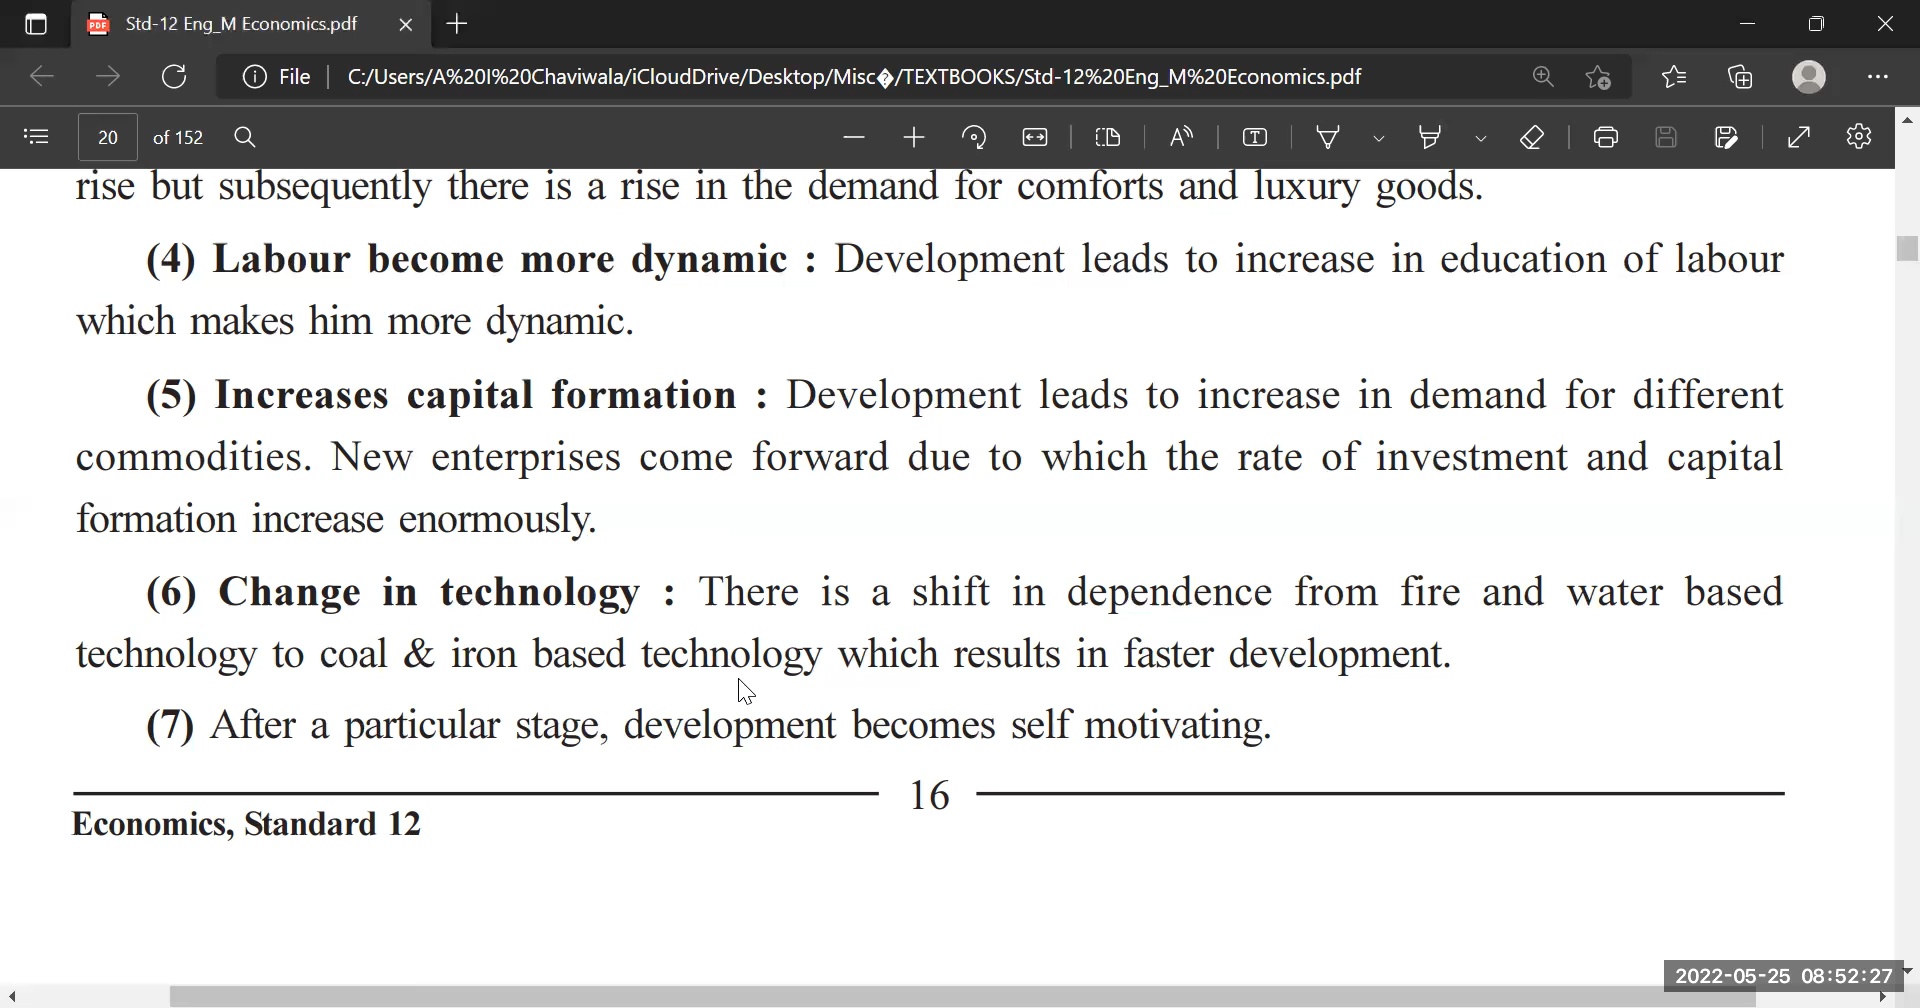 Std-12 Eng_M Economics.pdf
File C:/Users/A%20I%20Chaviwala/iCloudDrive/Desktop/Misc�/TEXTBOOKS/Std-12%20Eng_M%20Economics.pdf
20 of 152
rise but subsequently there is a rise in the demand for comforts and luxury goods.
(4) Labour become more dynamic : Development leads to increase in education of labour
which makes him more dynamic.
(5) Increases capital formation : Development leads to increase in demand for different
commodities. New enterprises come forward due to which the rate of investment and capital
formation increase enormously.
(6) Change in technology : There is a shift in dependence from fire and water based
technology to coal & iron based technology which results in faster development.
(7) After a particular stage, development becomes self motivating.
16
Economics, Standard 12
2022-05-25 08:52:27